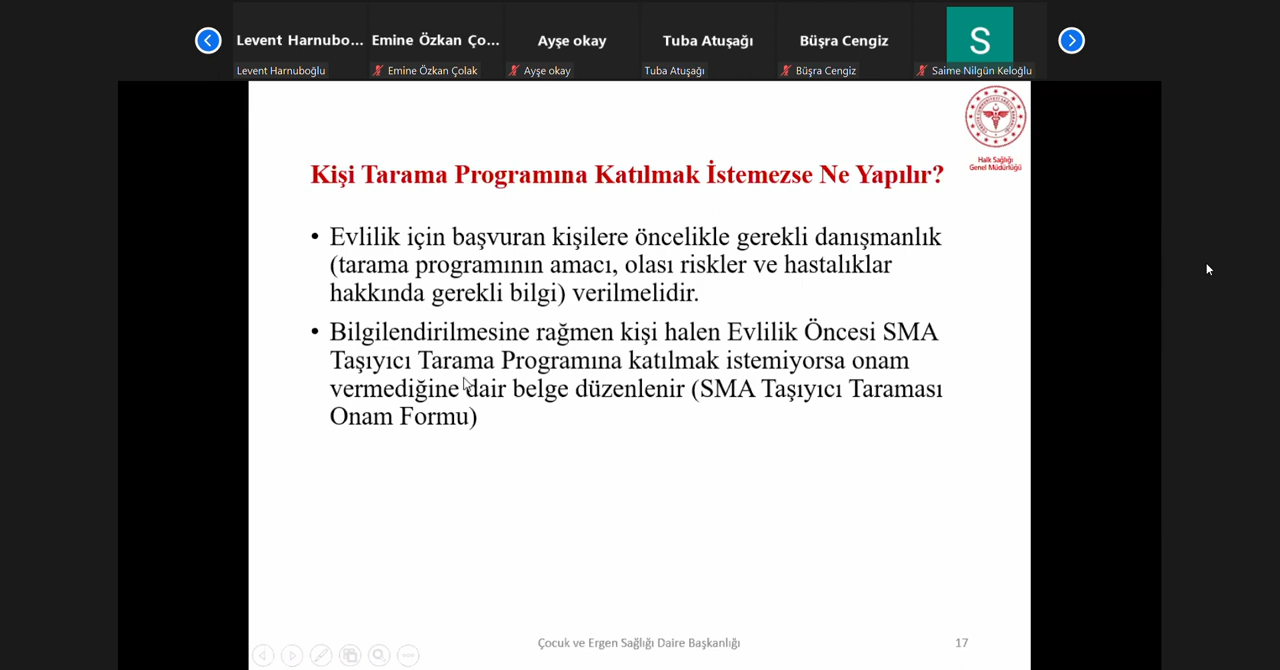 Levent Harnubo...
Emine Özkan Ço...
Ayşe okay
Tuba Atuşağı
Büşra Cengiz
S
Levent Harnuboğlu
Emine Özkan Çolak
Ayşe okay
Tuba Atuşağı
Büşra Cengiz
Saime Nilgün Keloğlu
Halk Sağlığı
Genel Müdürlüğü
Kişi Tarama Programına Katılmak İstemezse Ne Yapılır?
• Evlilik için başvuran kişilere öncelikle gerekli danışmanlık
(tarama programının amacı, olası riskler ve hastalıklar
hakkında gerekli bilgi) verilmelidir.
• Bilgilendirilmesine rağmen kişi halen Evlilik Öncesi SMA
Taşıyıcı Tarama Programına katılmak istemiyorsa onam
vermediğine dair belge düzenlenir (SMA Taşıyıcı Taraması
Onam Formu)
Çocuk ve Ergen Sağlığı Daire Başkanlığı
17